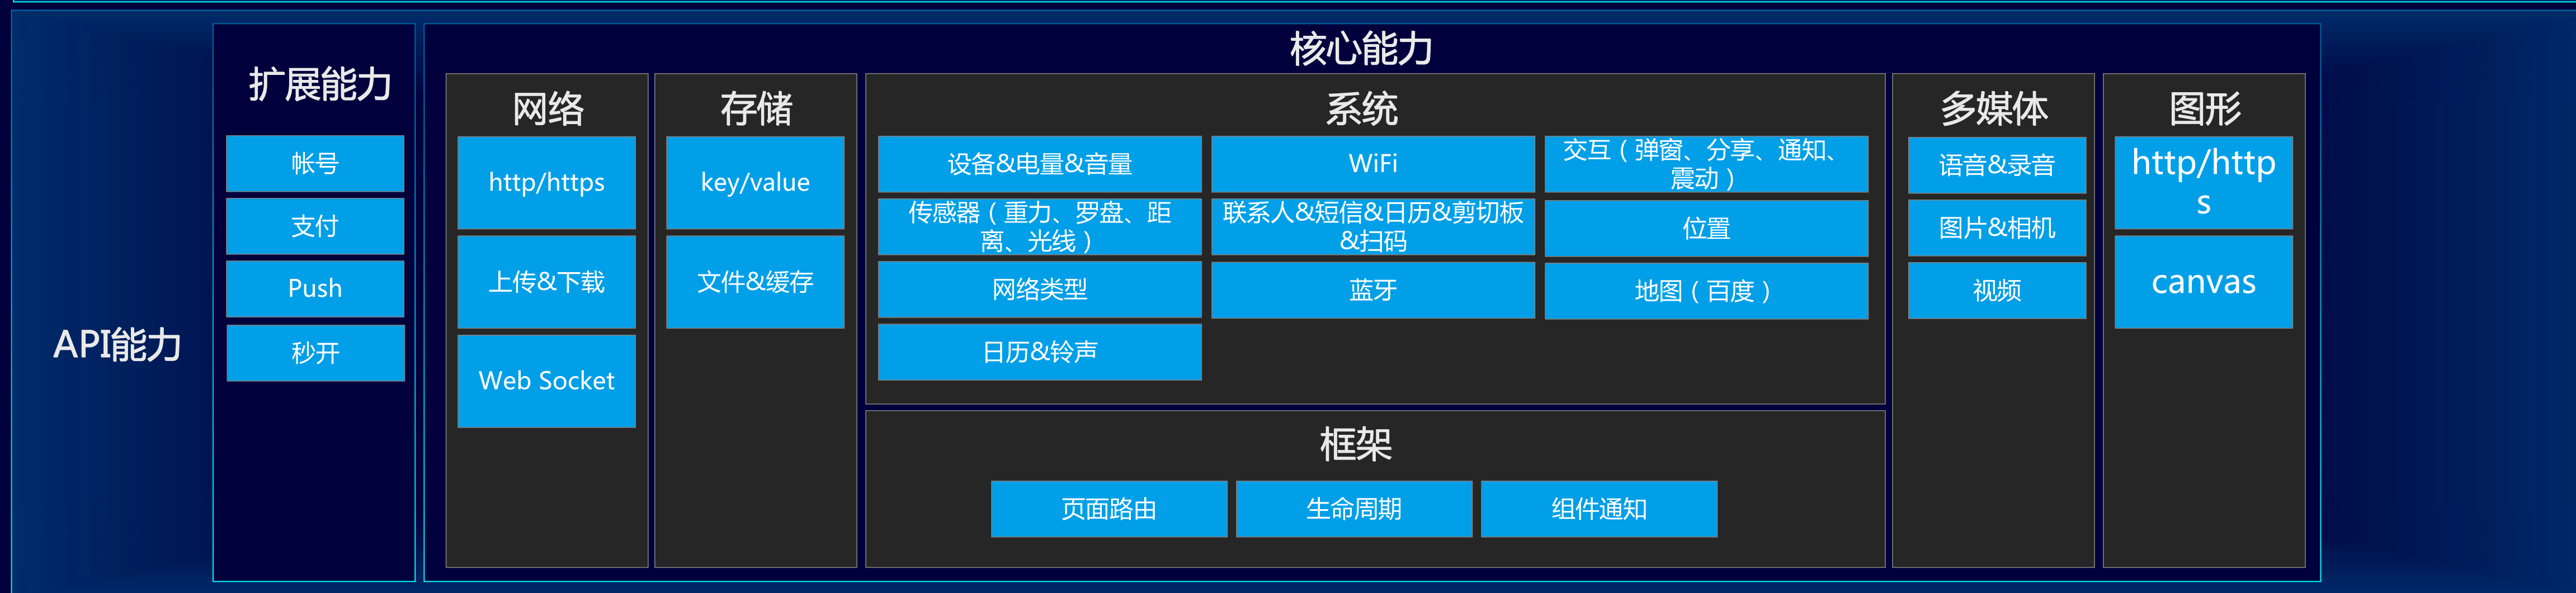 API能力
扩展能力
帐号
支付
Push
秒开
核心能力
网络
http/https
上传&下载
Web Socket
存储
key/value
文件&缓存
系统
设备&电量&音量
WiFi
交互（弹窗、分享、通知、
震动）
传感器（重力、罗盘、距
离、光线）
联系人&短信&日历&剪切板
&扫码
位置
网络类型
蓝牙
地图（百度）
日历&铃声
框架
页面路由
生命周期
组件通知
多媒体
语音&录音
图片&相机
视频
图形
http/http
s
canvas